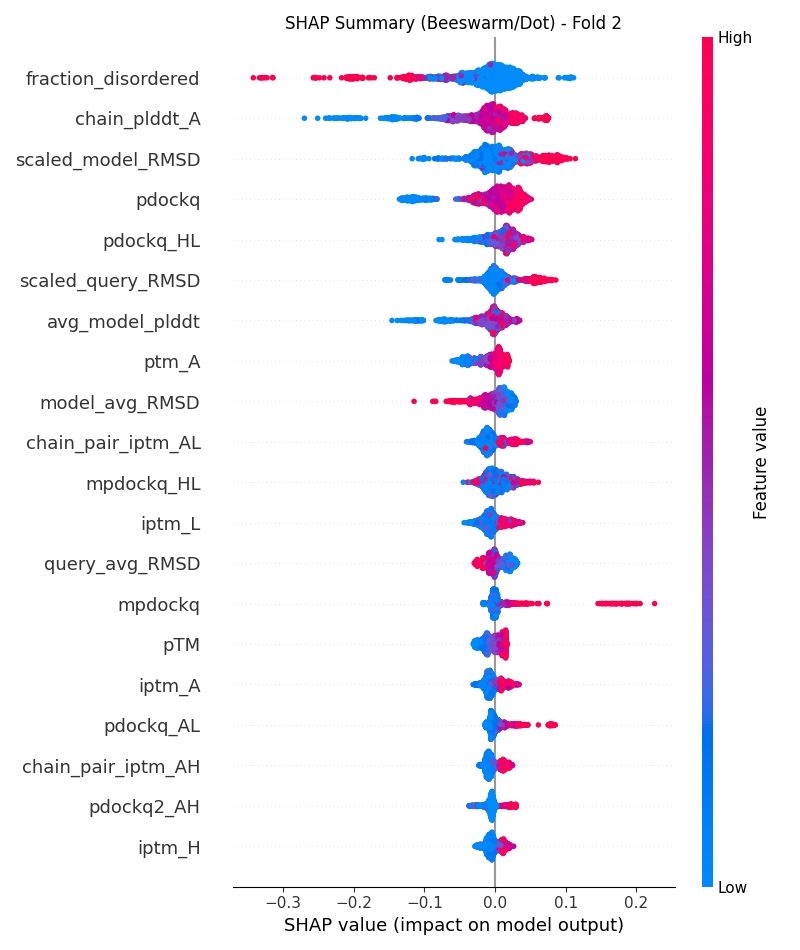 SHAP Summary (Beeswarm/Dot) - Fold 2
High
fraction_disordered
chain_plddt_A
scaled_model_RMSD
pdockq
pdockq_HL
scaled_query_RMSD
avg_model_plddt
ptm_A
model_avg_RMSD
chain_pair_iptm_AL
mpdockq_HL
iptm_L
query_avg_RMSD
mpdockq
pTM
iptm_A
pdockq_AL
chain_pair_iptm_AH
pdockq2_AH
iptm_H
Feature value
Low
−0.3 −0.2 −0.1 0.0 0.1 0.2
SHAP value (impact on model output)